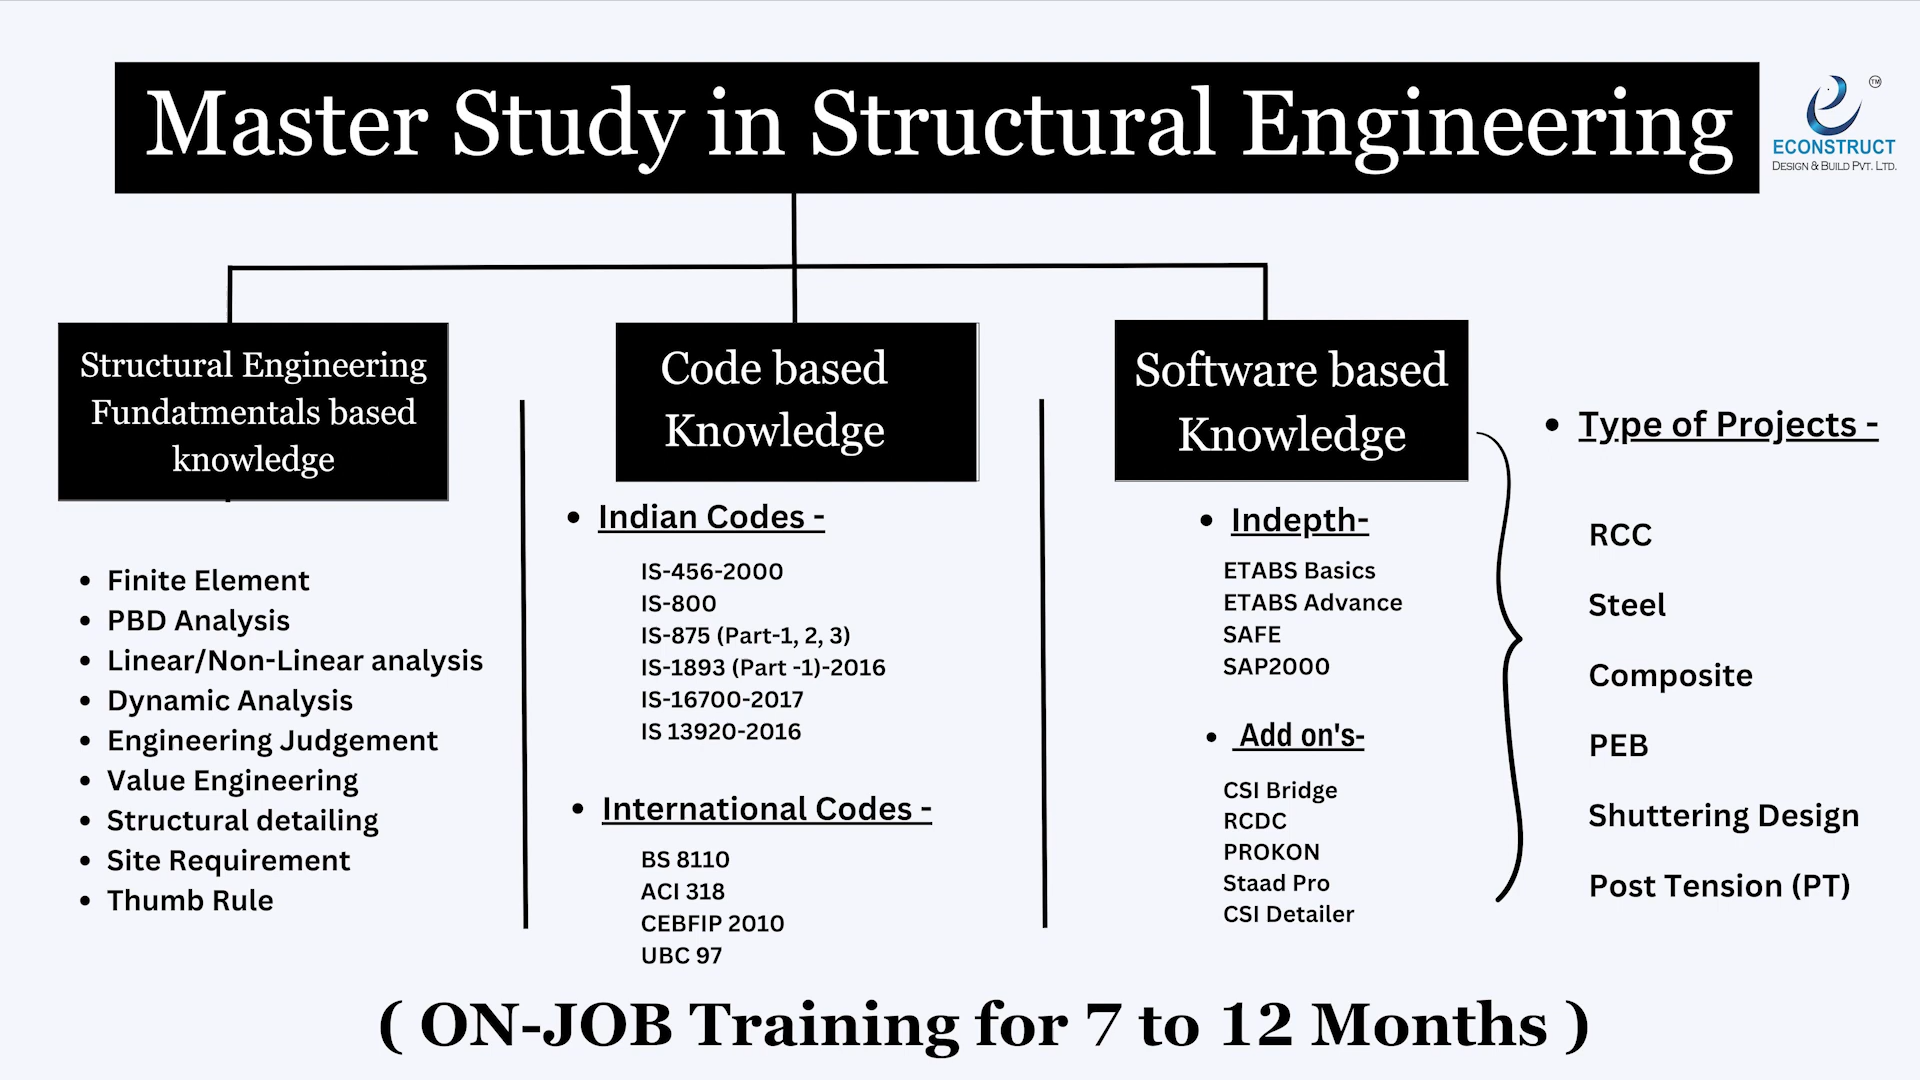 Master Study in Structural Engineering
TM
ECONSTRUCT
DESIGN & BUILD PVT. LTD.
Structural Engineering
Fundatmentals based
knowledge
• Finite Element
• PBD Analysis
• Linear/Non-Linear analysis
• Dynamic Analysis
• Engineering Judgement
• Value Engineering
• Structural detailing
• Site Requirement
• Thumb Rule
Code based
Knowledge
• Indian Codes -
IS-456-2000
IS-800
IS-875 (Part-1, 2, 3)
IS-1893 (Part -1)-2016
IS-16700-2017
IS 13920-2016
• International Codes -
BS 8110
ACI 318
CEBFIP 2010
UBC 97
Software based
Knowledge
• Indepth-
ETABS Basics
ETABS Advance
SAFE
SAP2000
• Add on's-
CSI Bridge
RCDC
PROKON
Staad Pro
CSI Detailer
• Type of Projects -
RCC
Steel
Composite
PEB
Shuttering Design
Post Tension (PT)
( ON-JOB Training for 7 to 12 Months )